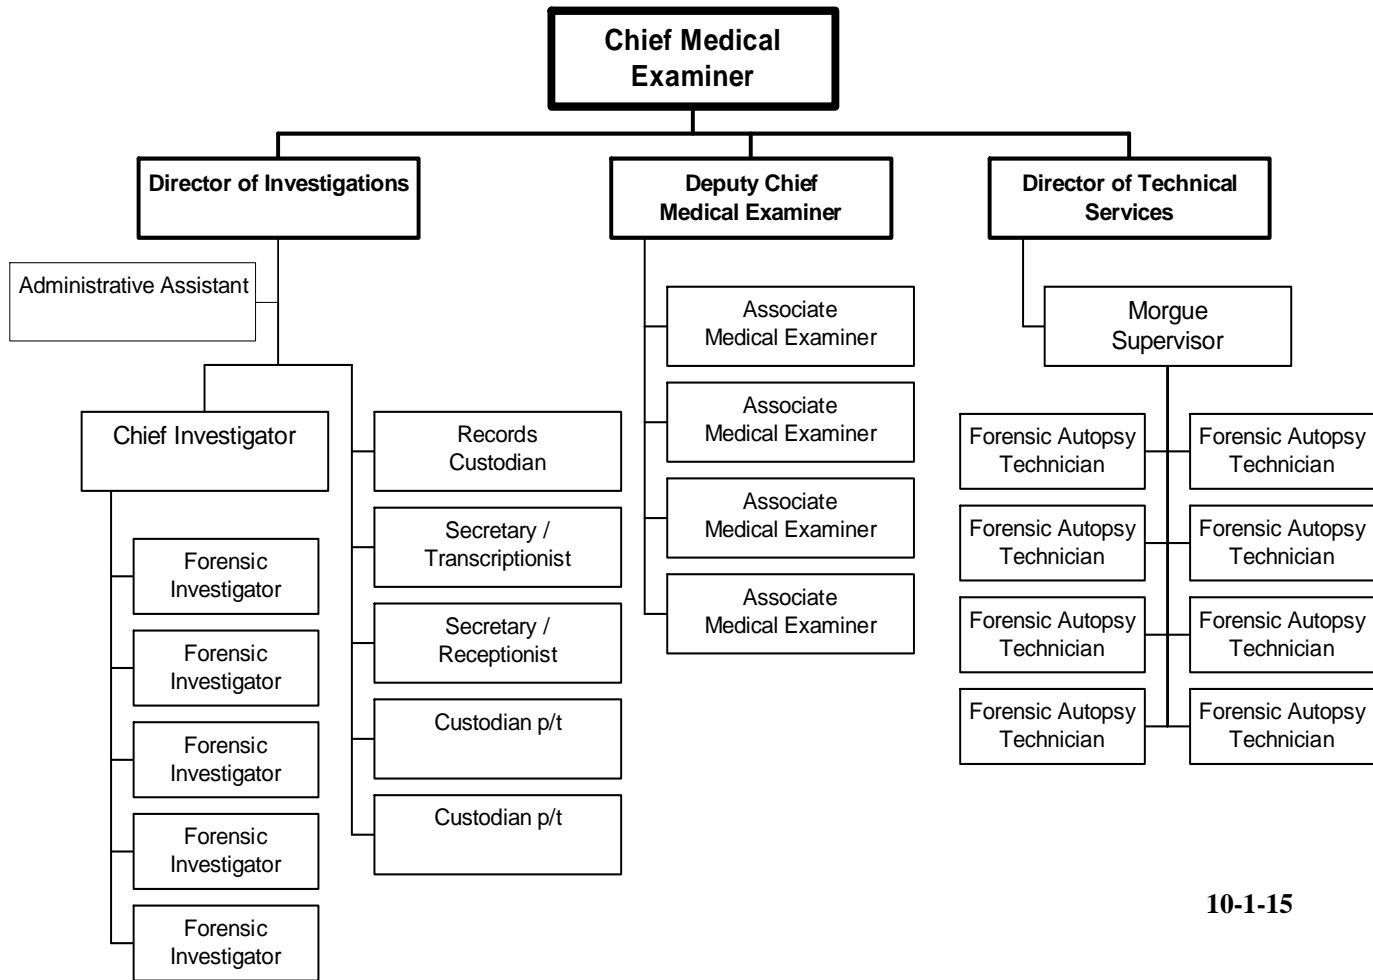 Chief Medical
Examiner
Director of Investigations
Deputy Chief
Medical Examiner
Director of Technical
Services
Administrative Assistant
Chief Investigator
Forensic
Investigator
Forensic
Investigator
Forensic
Investigator
Forensic
Investigator
Forensic
Investigator
Records
Custodian
Secretary /
Transcriptionist
Secretary /
Receptionist
Custodian p/t
Custodian p/t
Associate
Medical Examiner
Associate
Medical Examiner
Associate
Medical Examiner
Associate
Medical Examiner
Morgue
Supervisor
Forensic Autopsy
Technician
Forensic Autopsy
Technician
Forensic Autopsy
Technician
Forensic Autopsy
Technician
Forensic Autopsy
Technician
Forensic Autopsy
Technician
Forensic Autopsy
Technician
Forensic Autopsy
Technician
10-1-15